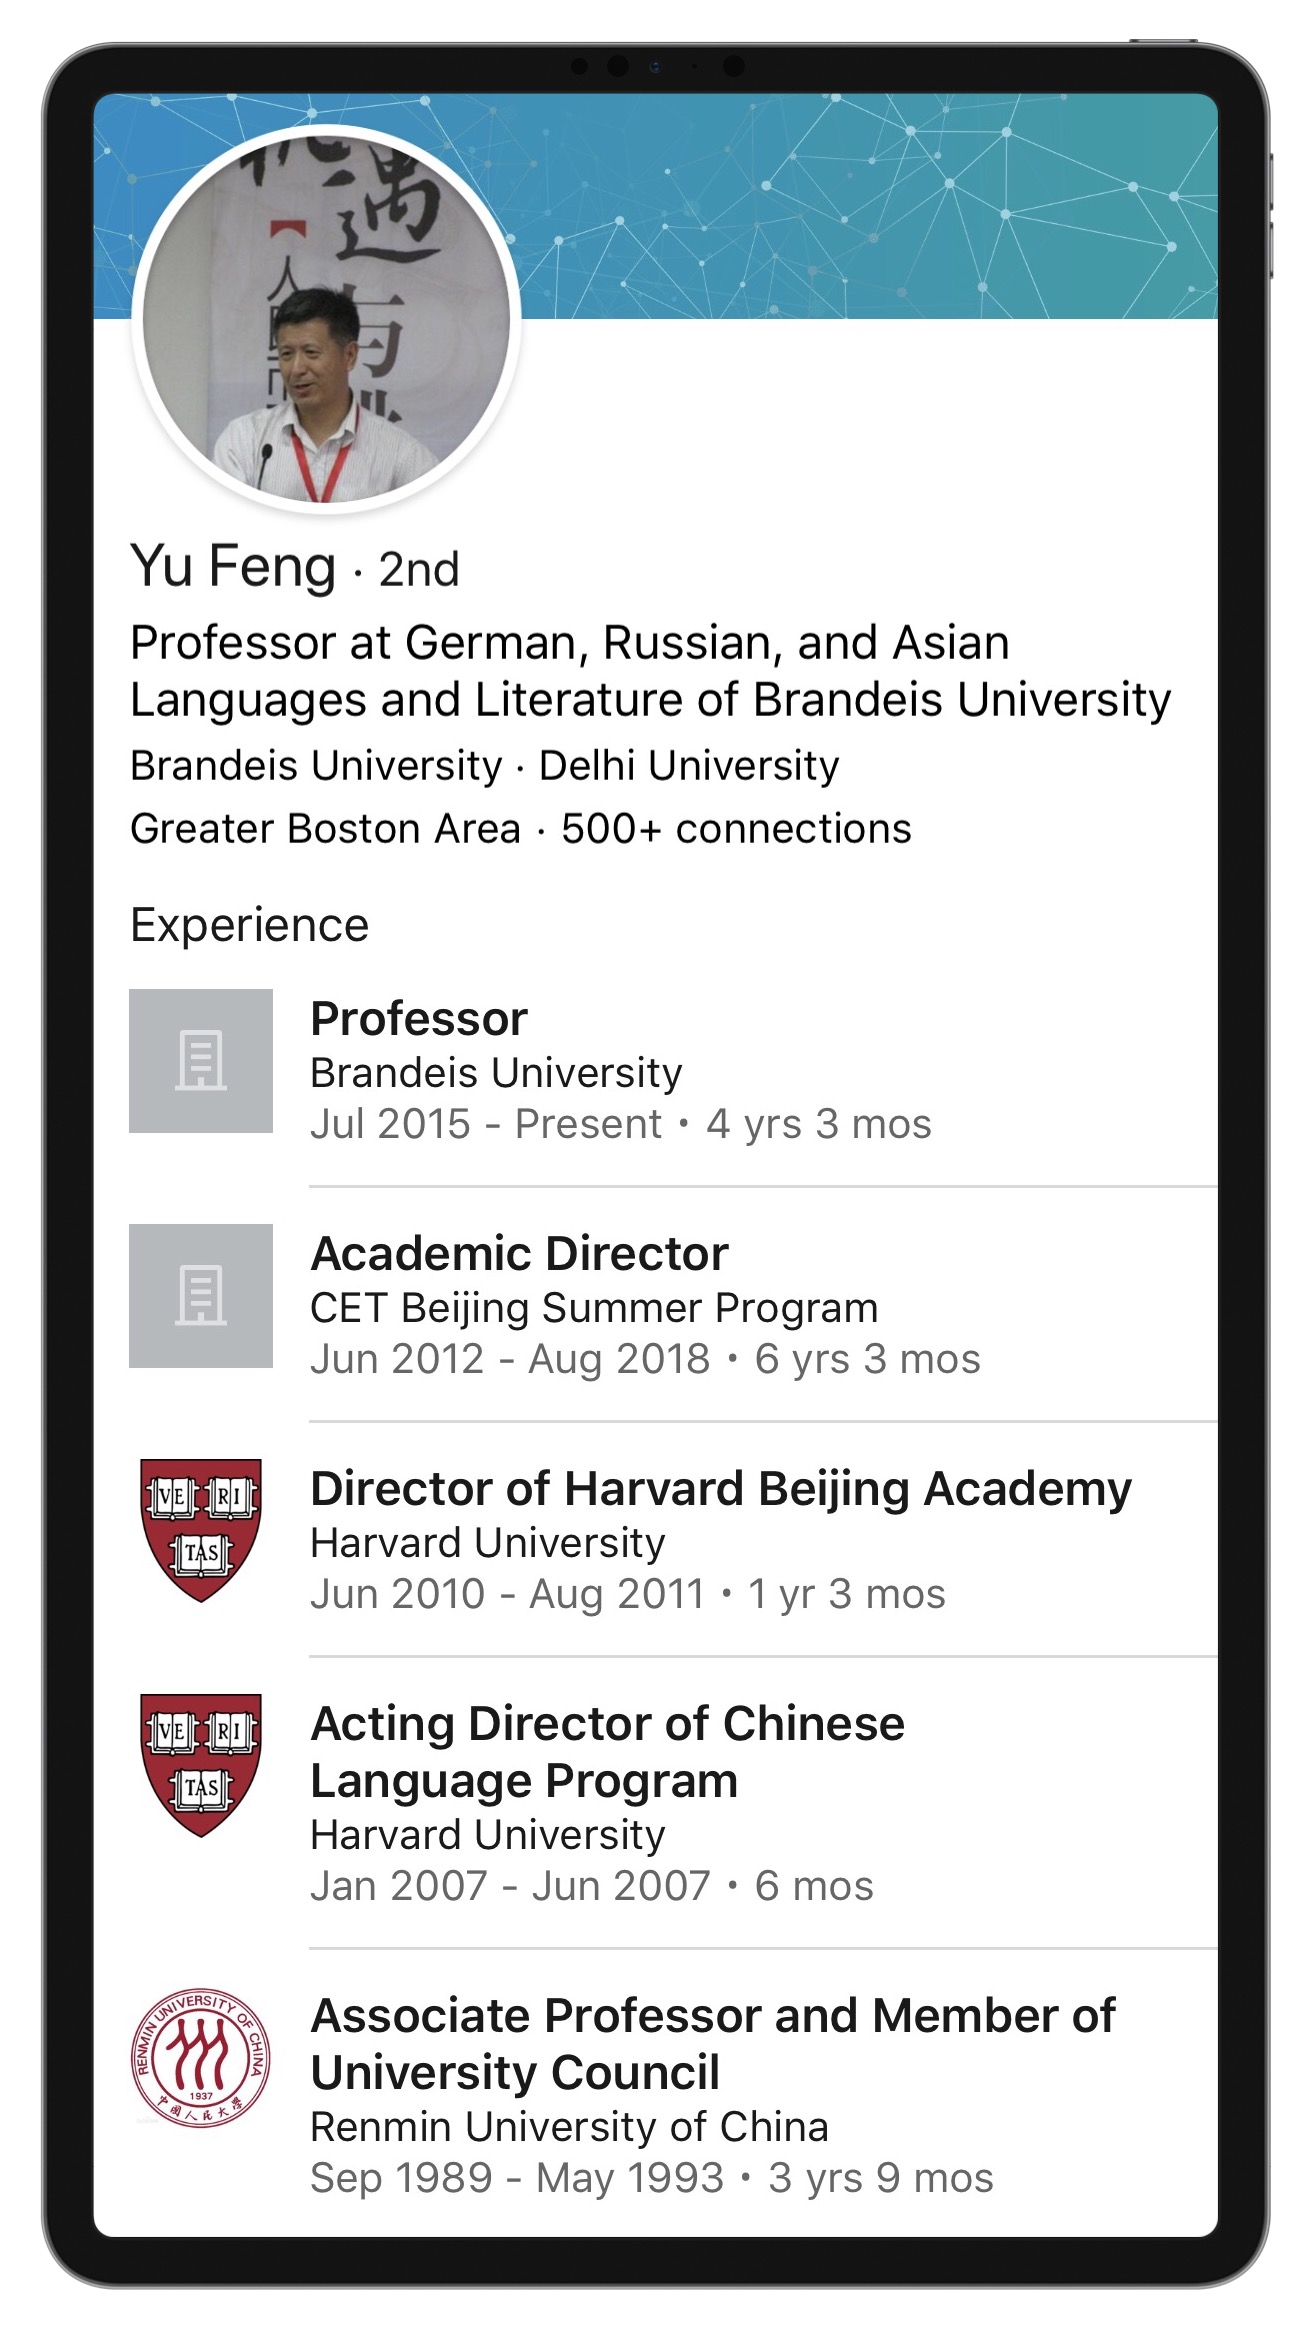 机遇
人民
与
Yu Feng · 2nd
Professor at German, Russian, and Asian
Languages and Literature of Brandeis University
Brandeis University · Delhi University
Greater Boston Area · 500+ connections
Experience
Professor
Brandeis University
Jul 2015 - Present • 4 yrs 3 mos
Academic Director
CET Beijing Summer Program
Jun 2012 - Aug 2018 • 6 yrs 3 mos
VE RI
TAS
Director of Harvard Beijing Academy
Harvard University
Jun 2010 - Aug 2011 • 1 yr 3 mos
VE RI
TAS
Acting Director of Chinese
Language Program
Harvard University
Jan 2007 - Jun 2007 • 6 mos
RENMIN UNIVERSITY OF CHINA
1937
中国人民大学
Associate Professor and Member of
University Council
Renmin University of China
Sep 1989 - May 1993 • 3 yrs 9 mos